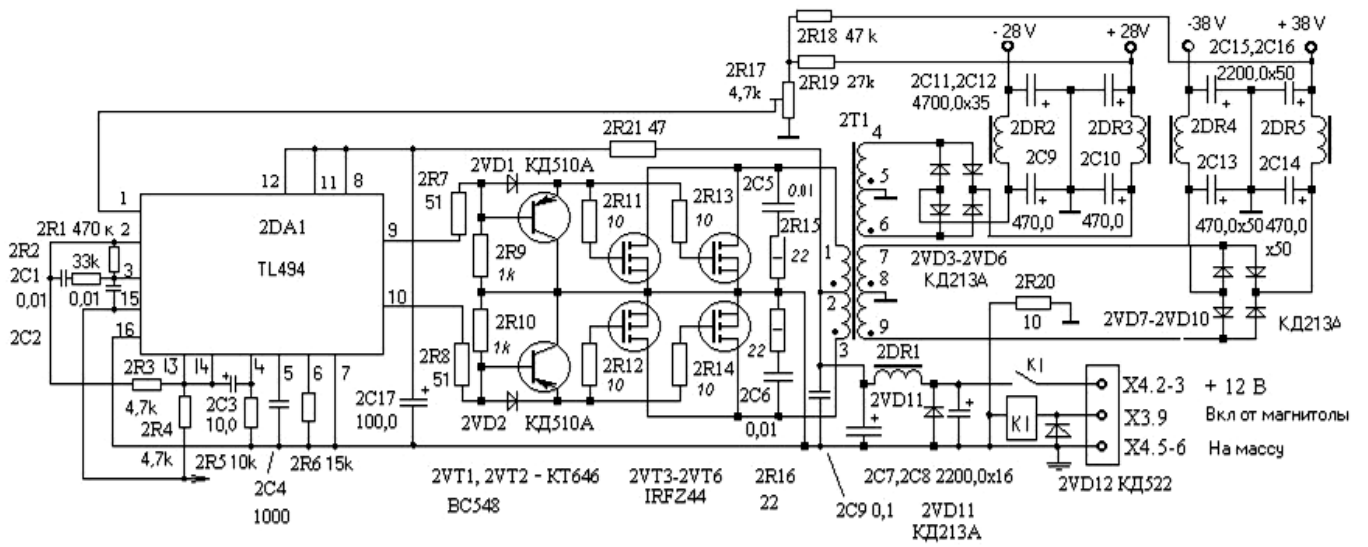 2R18 47 k
- 28 V
+ 28V
-38 V
+ 38 V
2R17
4,7k
2R19 27k
2C11,2C12
4700,0x35
2C15,2C16
2200,0x50
2R21 47
2T1
4
2DR2
2DR3
2DR4
2DR5
12
11
8
2VD1 КД510А
2C5
0,01
5
2C9
2C10
2C13
2C14
1
2R7
51
2R11
10
2R13
10
2R15
22
6
470,0
470,0
470,0x50
470,0
x50
2R1 470 к
2
2DA1
9
2R9
1k
1
7
2VD3-2VD6
КД213А
2R2
33k
3
TL494
8
2R20
10
2C1
0,01
0,01
15
10
2R10
1k
2
9
2VD7-2VD10
КД213А
2C2
16
2R8
51
2R12
10
2R14
10
22
3
2DR1
K1
X4.2-3
+ 12 В
2R3
4,7k
13
14
4
5
6
7
2C17
100,0
2C6
0,01
2VD11
K1
X3.9
Вкл от магнитолы
2R4
4,7k
2C3
10,0
2VD2
КД510А
X4.5-6
На массу
2R5 10k
2R6 15k
2C4
1000
2VT1, 2VT2 - КТ646
BC548
2VT3-2VT6
IRFZ44
2R16
22
2C7,2C8 2200,0x16
2VD12 КД522
2C9 0,1
2VD11
КД213А